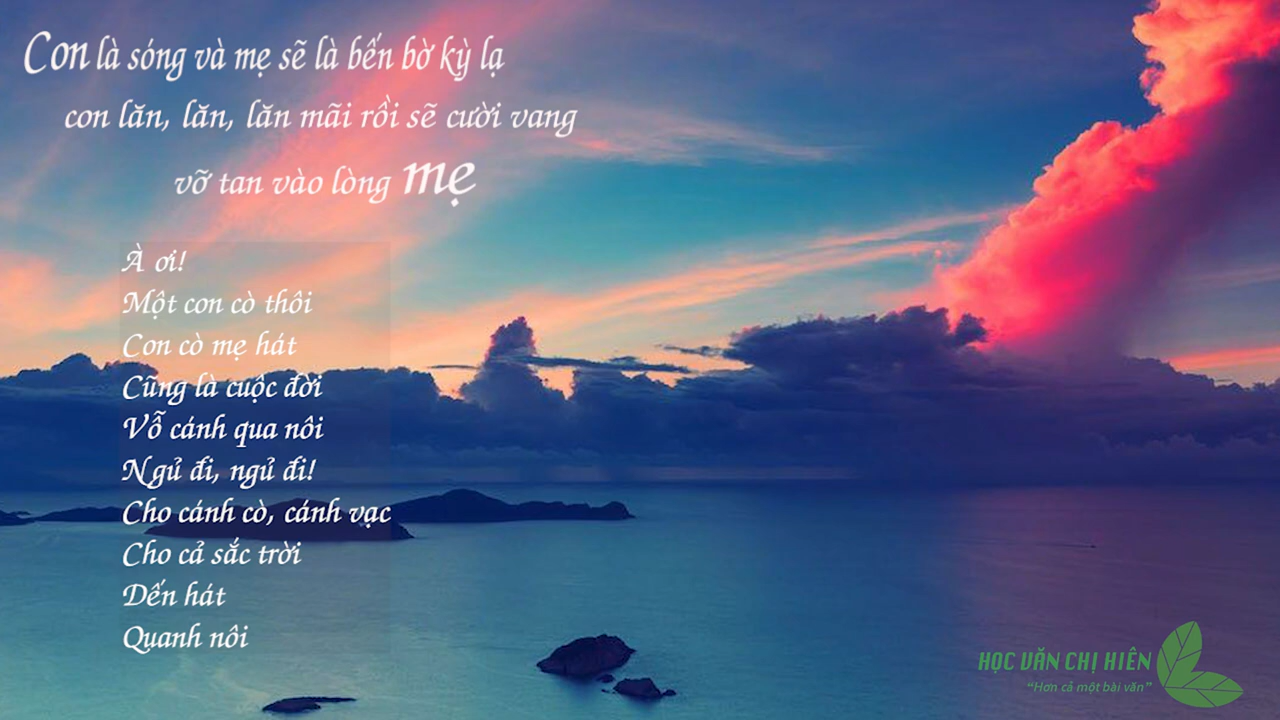 Con là sóng và mẹ sẽ là bến bờ kỳ lạ
con lăn, lăn, lăn mãi rồi sẽ cười vang
vỡ tan vào lòng mẹ
À ơi!
Một con cò thôi
Con cò mẹ hát
Cũng là cuộc đời
Vỗ cánh qua nôi
Ngủ đi, ngủ đi!
Cho cánh cò, cánh vạc
Cho cả sắc trời
Dến hát
Quanh nôi
HỌC VĂN CHỊ HIÊN
“Hơn cả một bài văn”